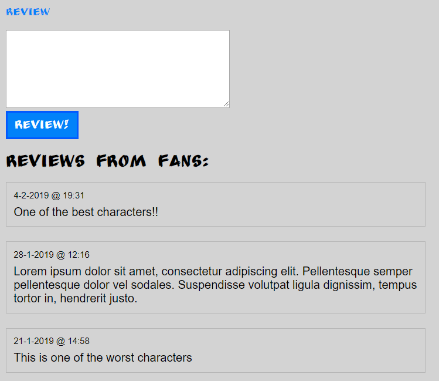 REVIEW
REVIEW!
REVIEWS FROM FANS:
4-2-2019 @ 19:31
One of the best characters!!
28-1-2019 @ 12:16
Lorem ipsum dolor sit amet, consectetur adipiscing elit. Pellentesque semper
pellentesque dolor vel sodales. Suspendisse volutpat ligula dignissim, tempus
tortor in, hendrerit justo.
21-1-2019 @ 14:58
This is one of the worst characters